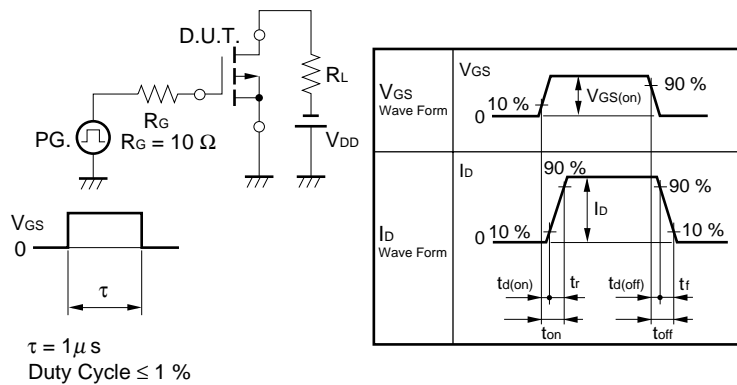 D.U.T.
RL
RG
PG.
RG = 10 Ω
VDD
VGS
0
τ
τ = 1μ s
Duty Cycle ≤ 1 %
VGS
Wave Form
VGS
10 %
0
VGS(on)
90 %
ID
Wave Form
ID
90 %
90 %
0
10 %
ID
10 %
td(on)
tr
td(off)
tf
ton
toff